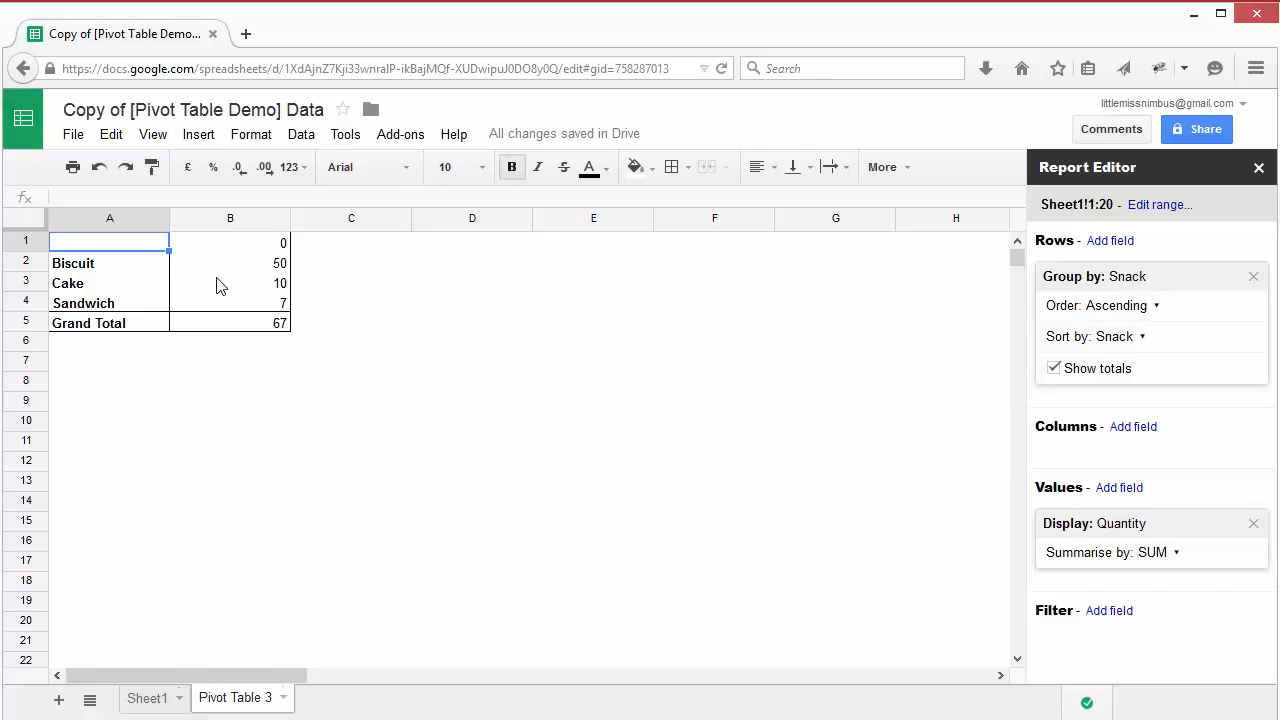 Copy of [Pivot Table Demo...
https://docs.google.com/spreadsheets/d/1XdAjnZ7Kji33wnraIP-ikBajMQf-XUDwipuJ0DO8y0Q/edit#gid=758287013
Search
Copy of [Pivot Table Demo] Data
littlemissnimbus@gmail.com
File Edit View Insert Format Data Tools Add-ons Help All changes saved in Drive
Comments Share
£ % .0 .00 123 Arial 10 B I S A More
Report Editor
fx
Sheet1!1:20 - Edit range...
A B C D E F G H
1 0
2 Biscuit 50
3 Cake 10
4 Sandwich 7
5 Grand Total 67
6
7
8
9
10
11
12
13
14
15
16
17
18
19
20
21
22
Rows - Add field
Group by: Snack
Order: Ascending
Sort by: Snack
Show totals
Columns - Add field
Values - Add field
Display: Quantity
Summarise by: SUM
Filter - Add field
Sheet1 Pivot Table 3